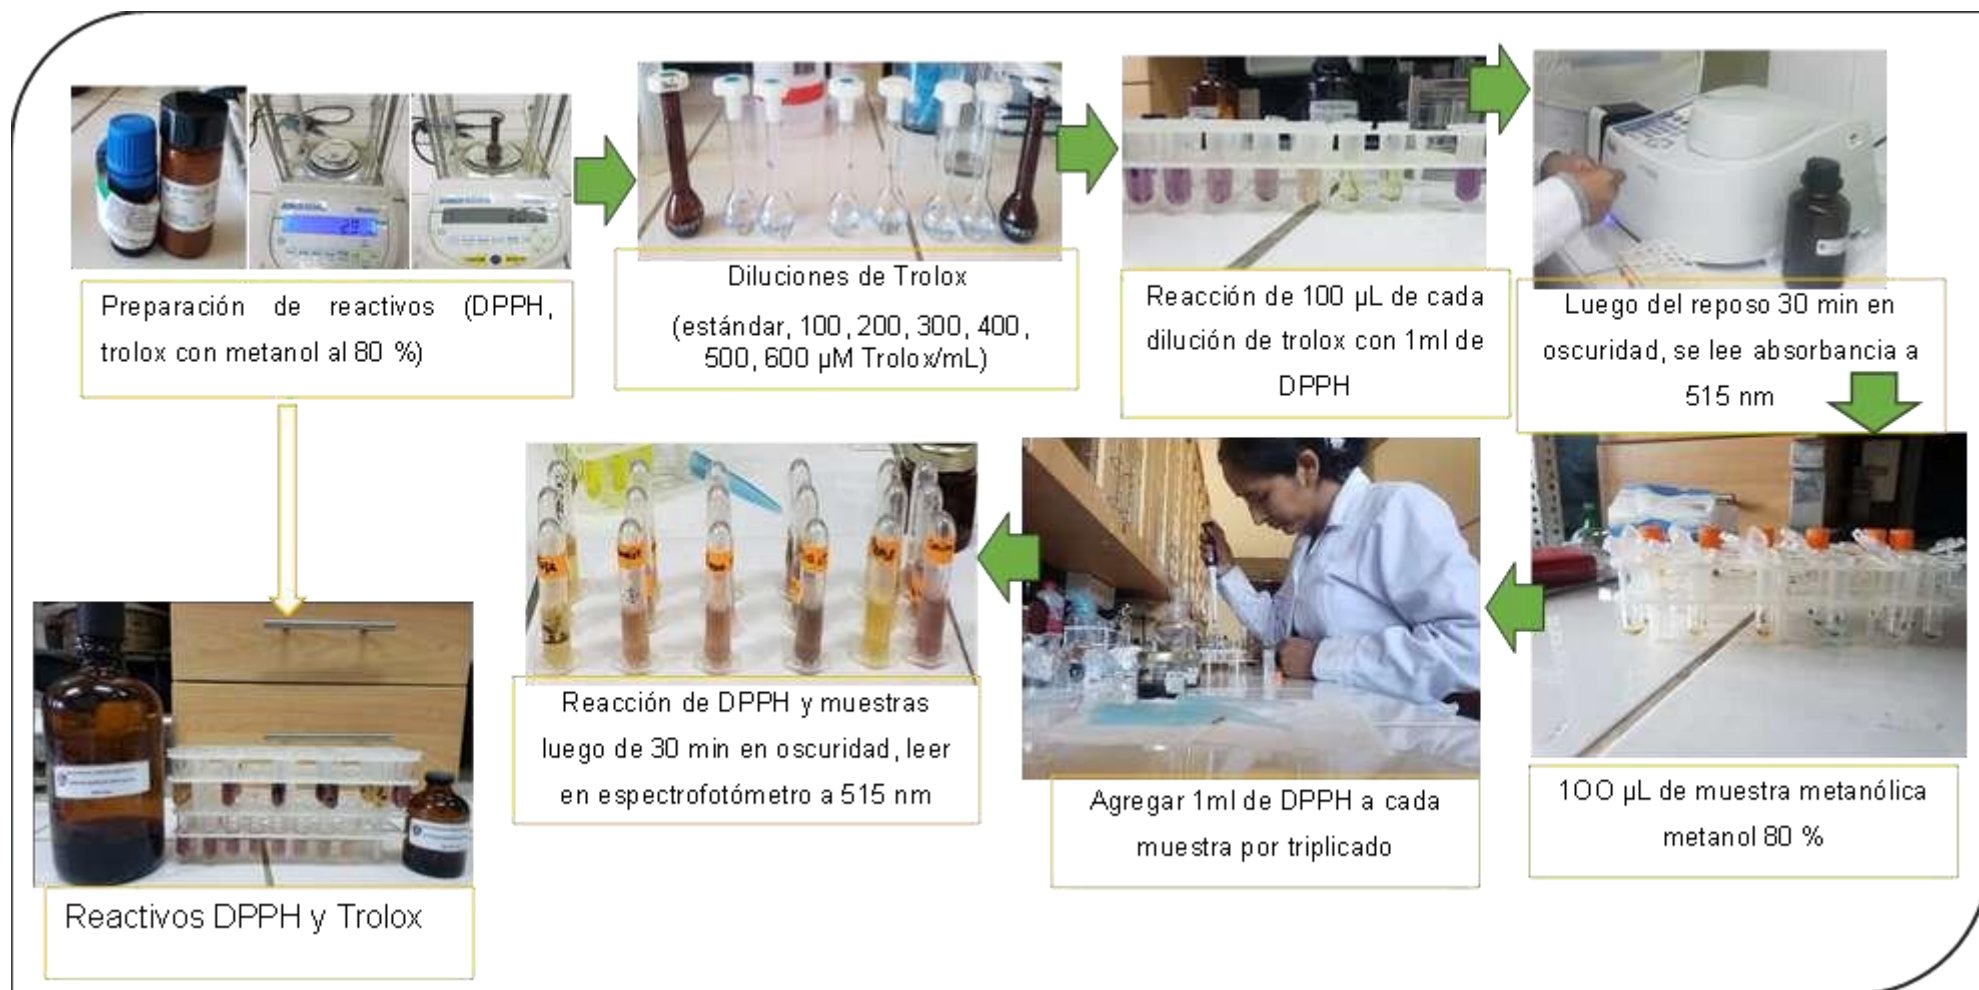 Preparación de reactivos (DPPH,
trolox con metanol al 80 %)
Diluciones de Trolox
(estándar, 100, 200, 300, 400,
500, 600 µM Trolox/mL)
Reacción de 100 µL de cada
dilución de trolox con 1ml de
DPPH
Luego del reposo 30 min en
oscuridad, se lee absorbancia a
515 nm
100 µL de muestra metanólica
metanol 80 %
Agregar 1ml de DPPH a cada
muestra por triplicado
Reacción de DPPH y muestras
luego de 30 min en oscuridad, leer
en espectrofotómetro a 515 nm
Reactivos DPPH y Trolox